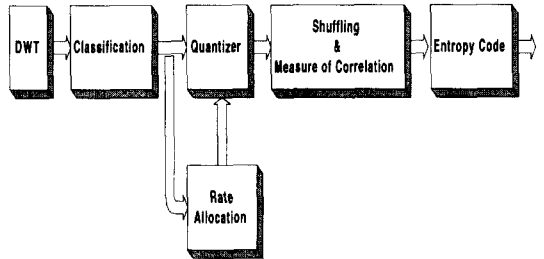 DWT
Classification
Quantizer
Shuffling
&
Measure of Correlation
Entropy Code
Rate
Allocation